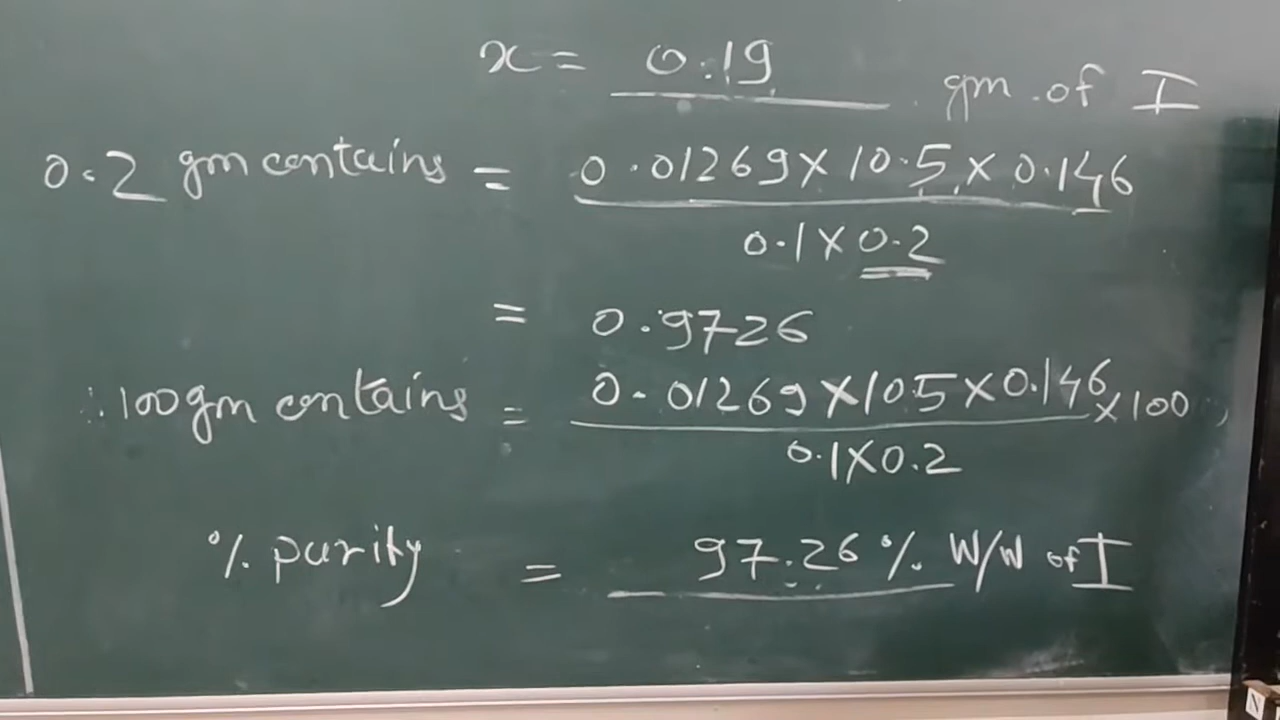 x = 0.19 gm of I
0.2 gm contains = 0.01269 X 10.5 X 0.146
0.1 X 0.2
= 0.9726
∴ 100 gm contains = 0.01269 X 10.5 X 0.146 X 100
0.1 X 0.2
% purity = 97.26 % W/W of I